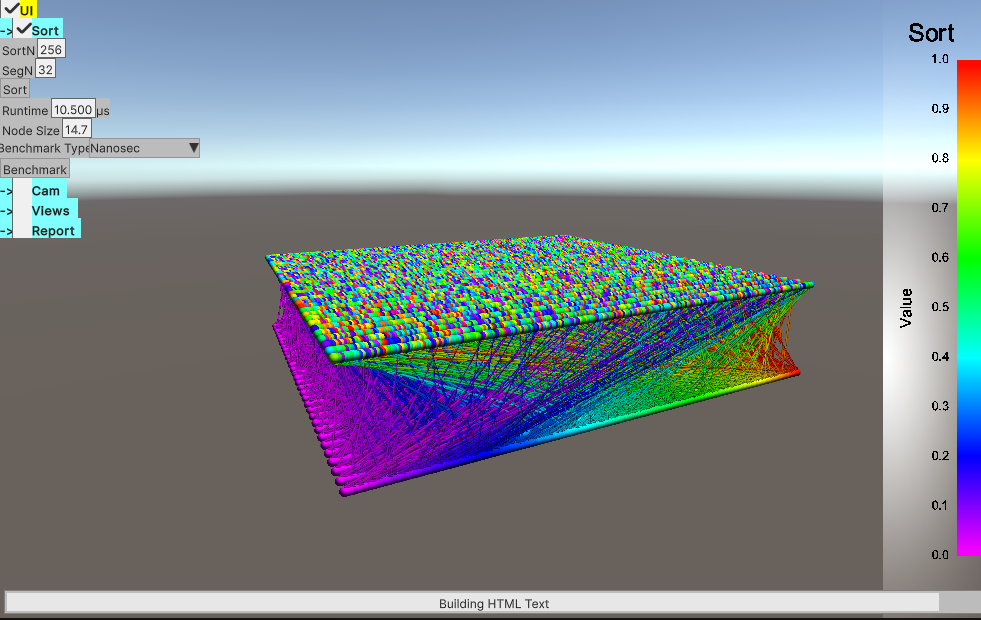 UI
-> Sort
SortN 256
SegN 32
Sort
Runtime 10.500 µs
Node Size 14.7
Benchmark Type Nanosec
Benchmark
-> Cam
-> Views
-> Report
Sort
1.0
0.9
0.8
0.7
0.6
0.5
0.4
0.3
0.2
0.1
0.0
Value
Building HTML Text